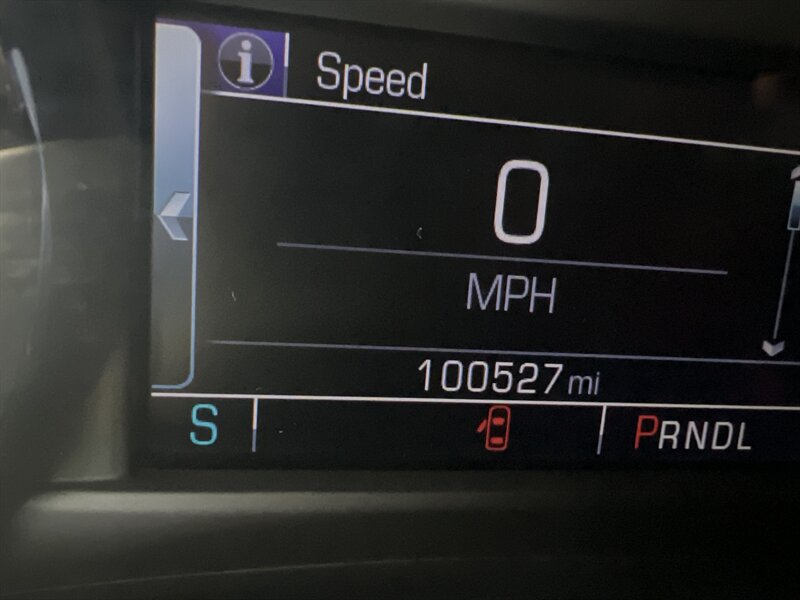 i Speed
0
MPH
100527 mi
S PRNDL